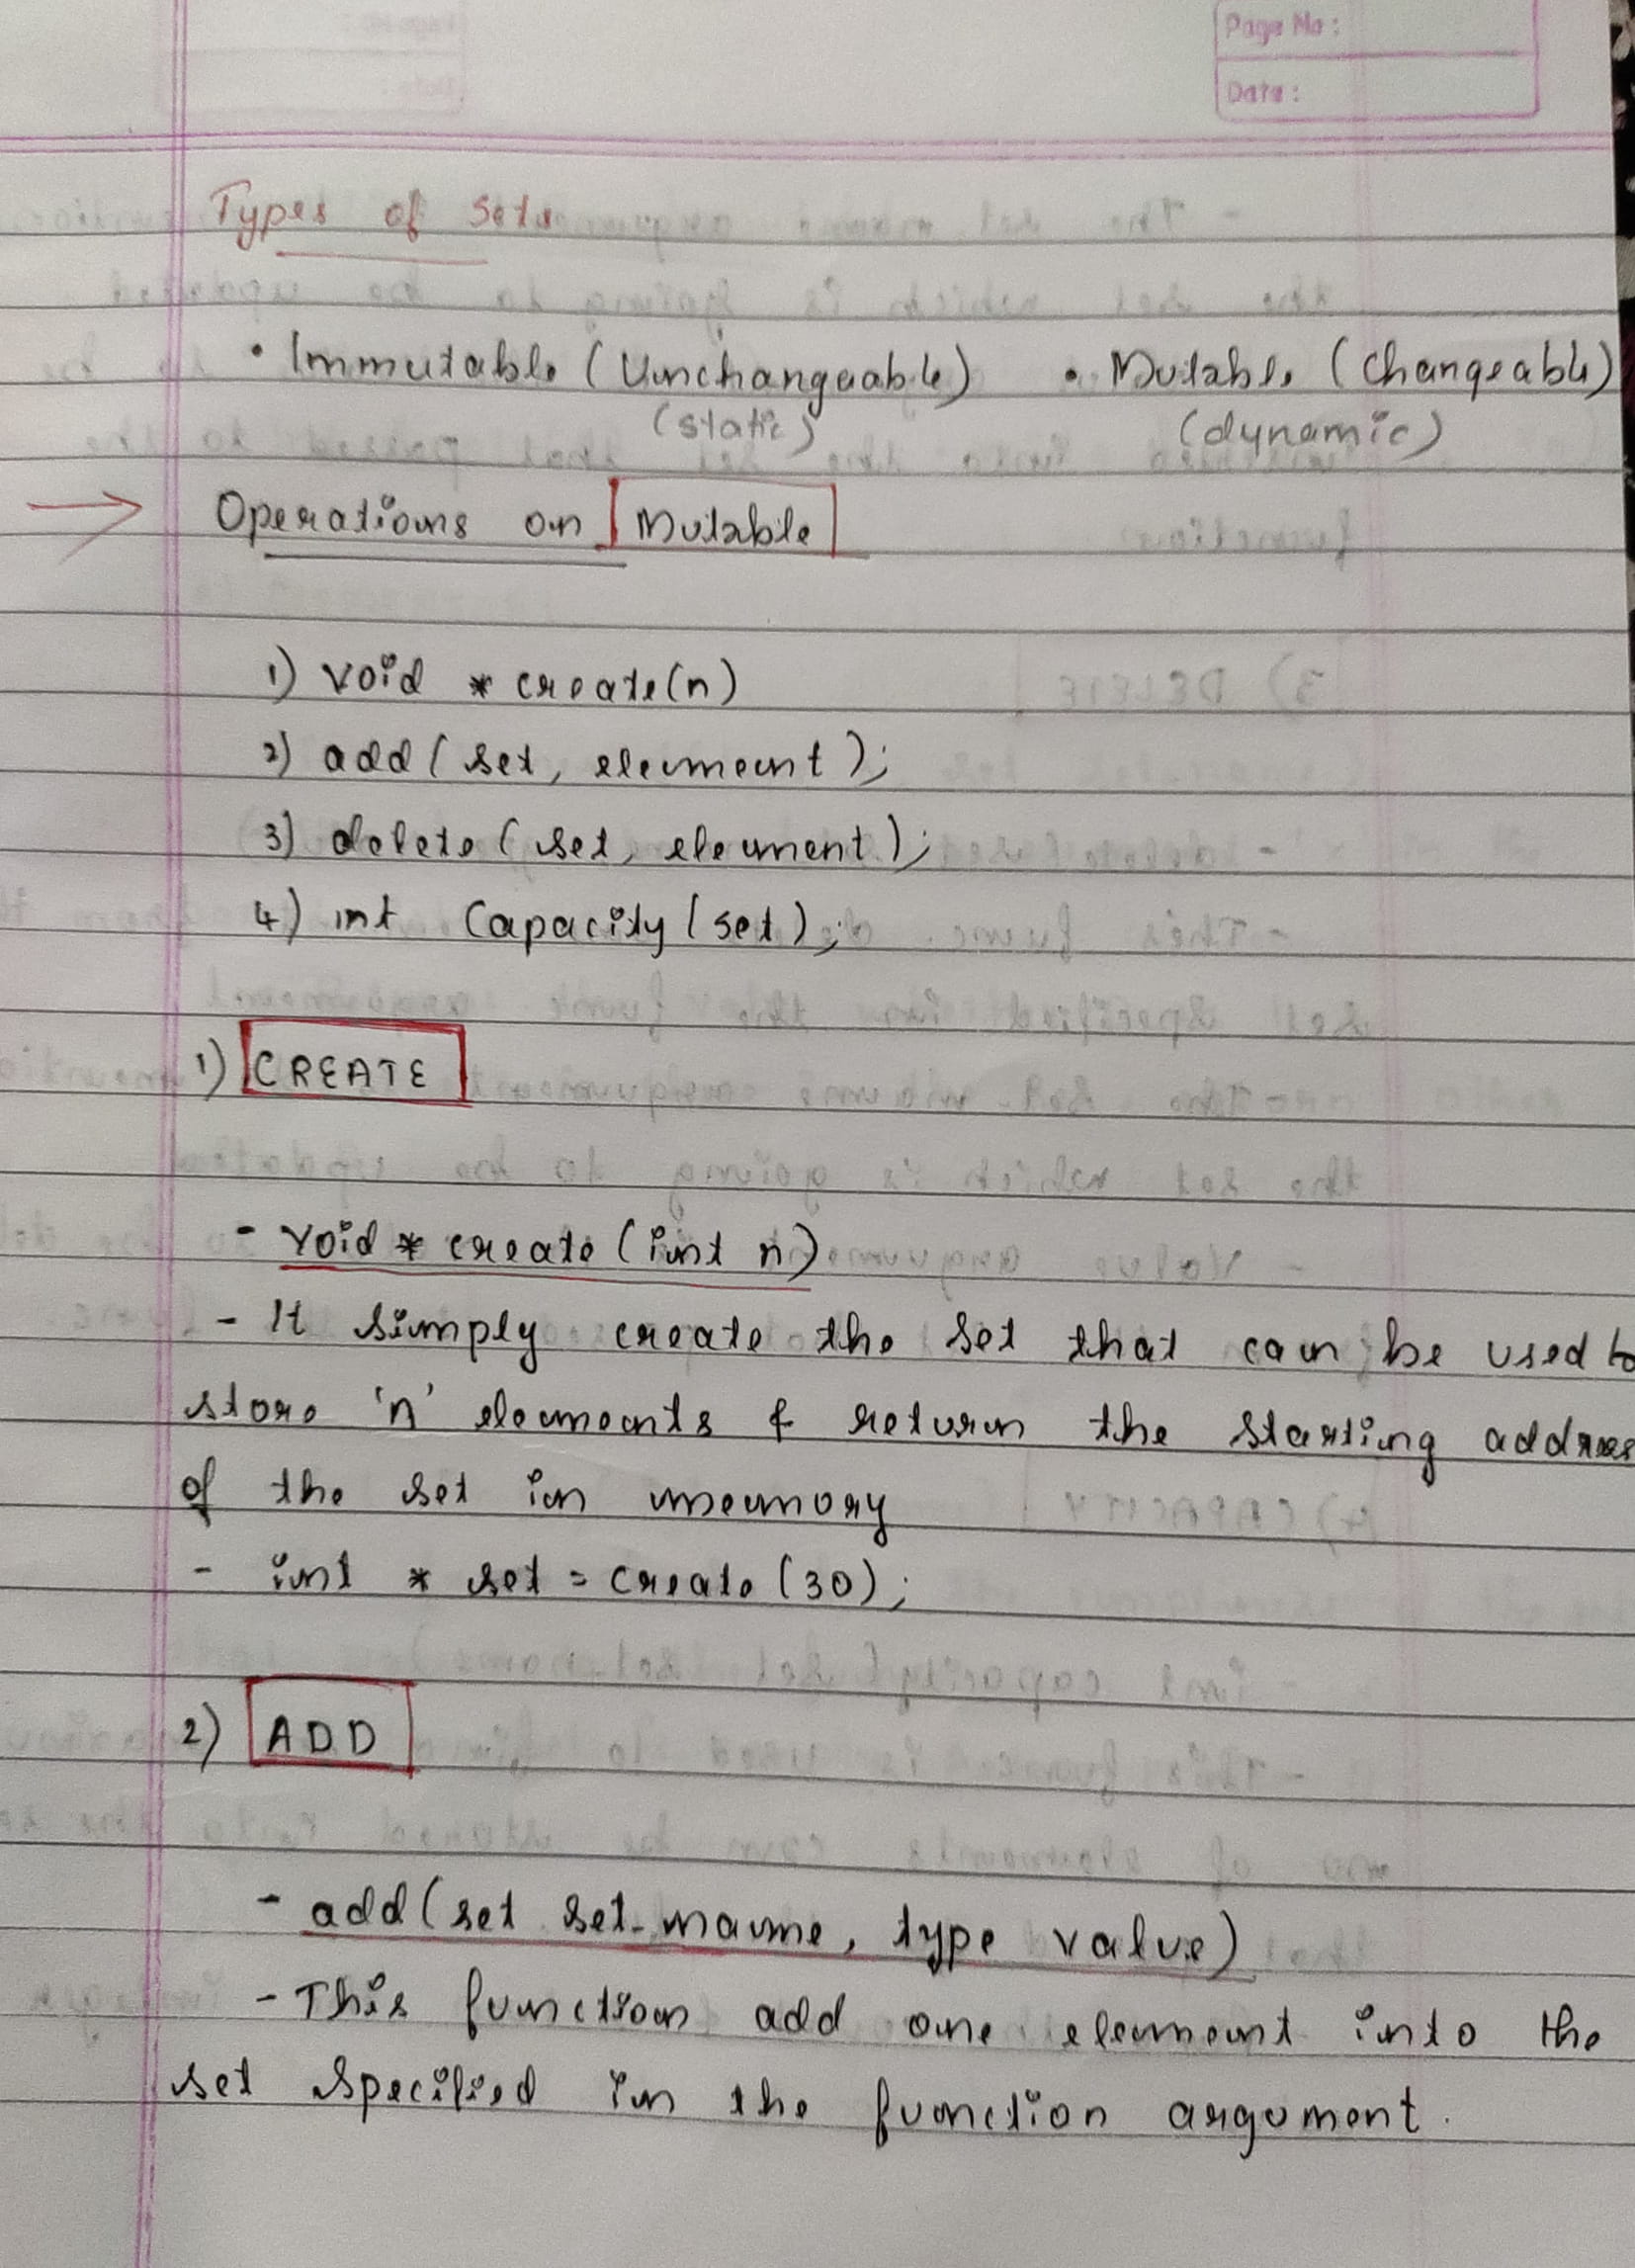 Page No:
Date:
Types of Sets
• Immutable (Unchangeable) • Mutable (changeable)
(static) (dynamic)
→ Operations on Mutable
1) void * create(n)
2) add (set, element);
3) delete (set, element);
4) int Capacity (set);
1) CREATE
- void * create (int n)
- It simply create the set that can be used to
store 'n' elements & return the starting address
of the set in memory
- int * set = create (30);
2) ADD
- add (set set-name, type value)
- This function add one element into the
set specified in the function argument.